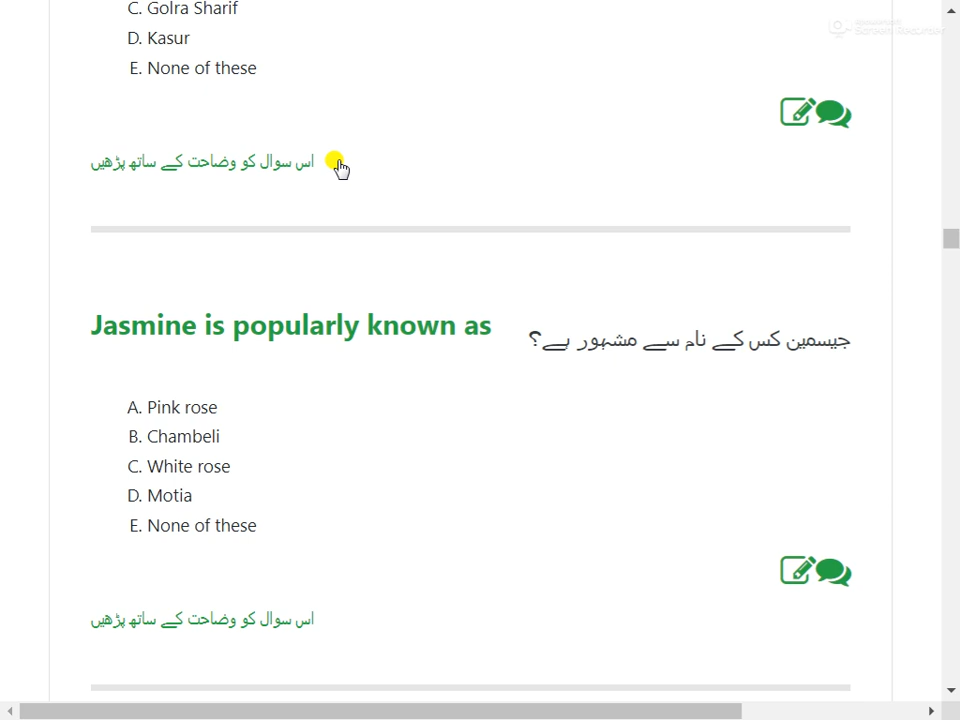 C. Golra Sharif
D. Kasur
E. None of these
اس سوال کو وضاحت کے ساتھ پڑھیں
Jasmine is popularly known as
جیسمین کس کے نام سے مشہور ہے؟
A. Pink rose
B. Chambeli
C. White rose
D. Motia
E. None of these
اس سوال کو وضاحت کے ساتھ پڑھیں
Screen Recorder